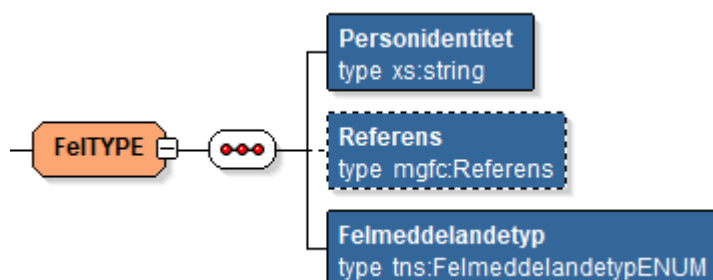 Personidentitet
type xs:string
FelTYPE
Referens
type mgfc:Referens
Felmeddelandetyp
type tns:FelmeddelandetypENUM